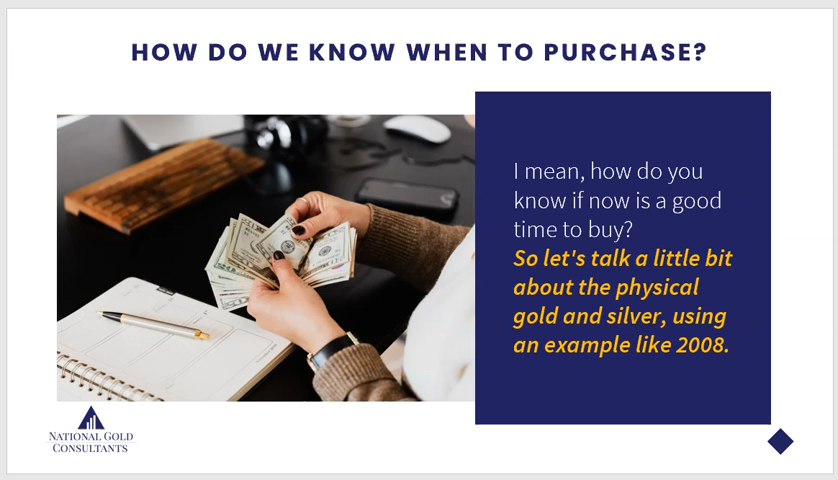 HOW DO WE KNOW WHEN TO PURCHASE?
I mean, how do you
know if now is a good
time to buy?
So let's talk a little bit
about the physical
gold and silver, using
an example like 2008.
NATIONAL GOLD
CONSULTANTS